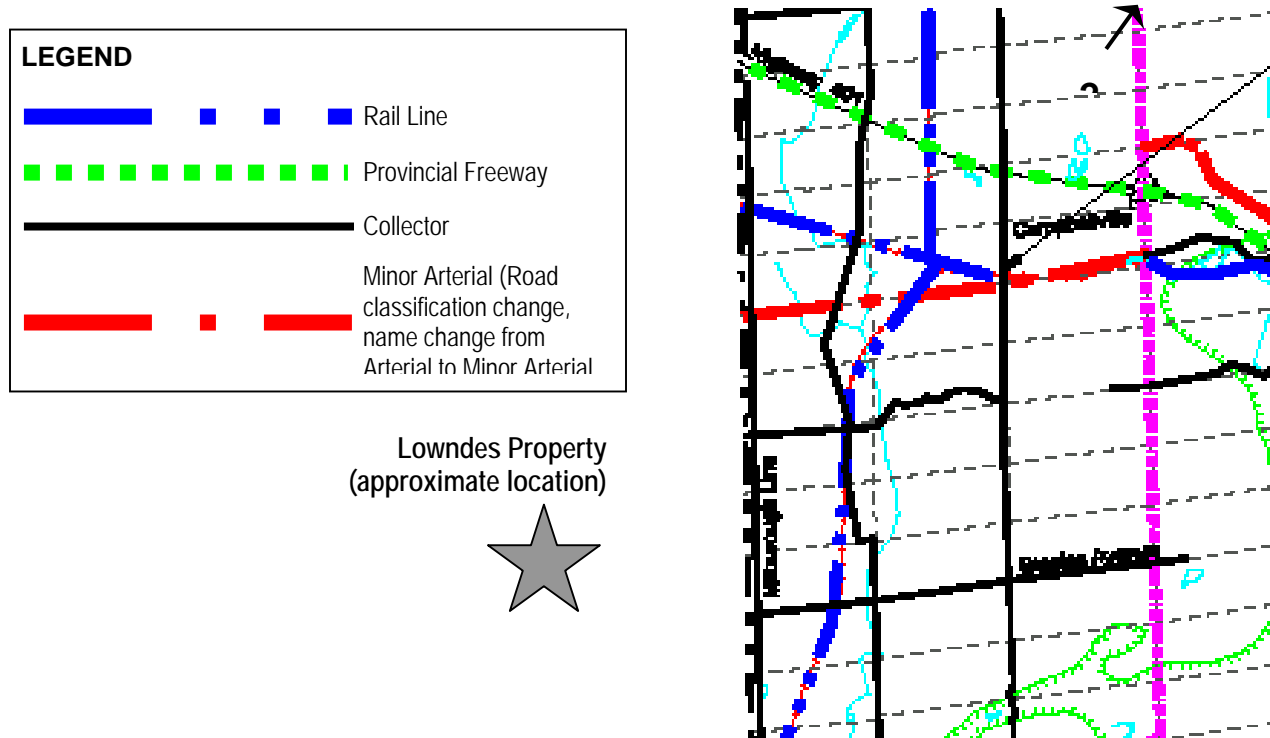 LEGEND
Rail Line
Provincial Freeway
Collector
Minor Arterial (Road
classification change,
name change from
Arterial to Minor Arterial
Lowndes Property
(approximate location)